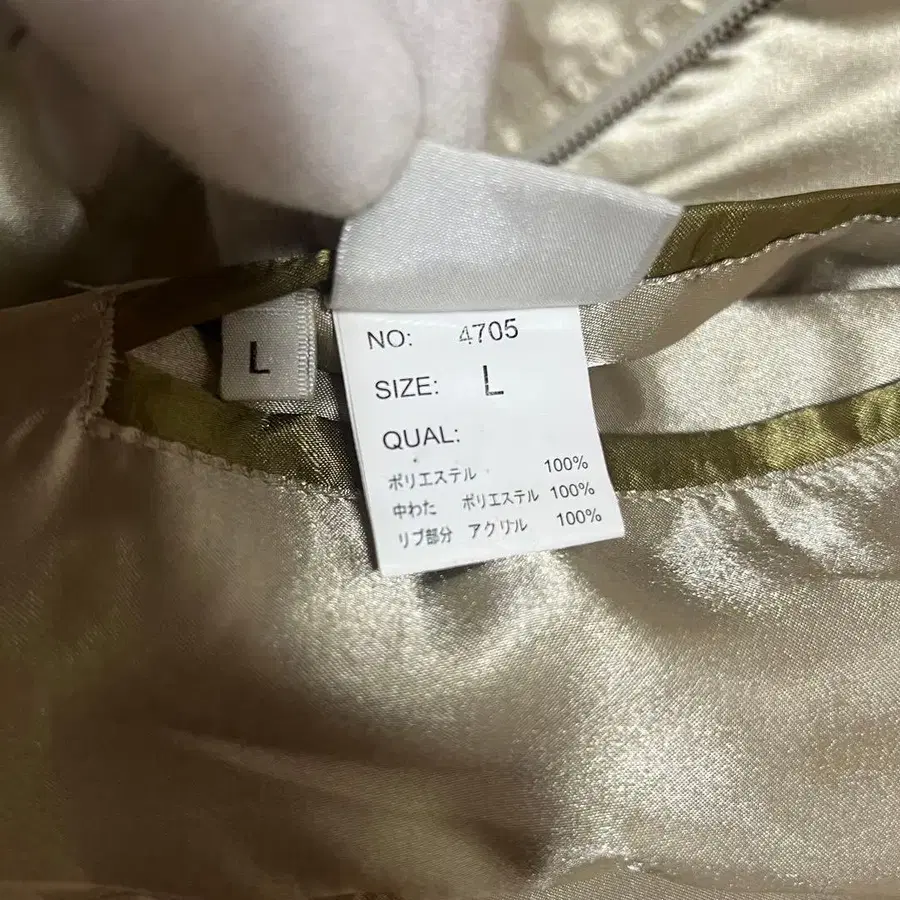 L
NO: 4705
SIZE: L
QUAL:
ポリエステル 100%
中わた ポリエステル 100%
リブ部分 アクリル 100%